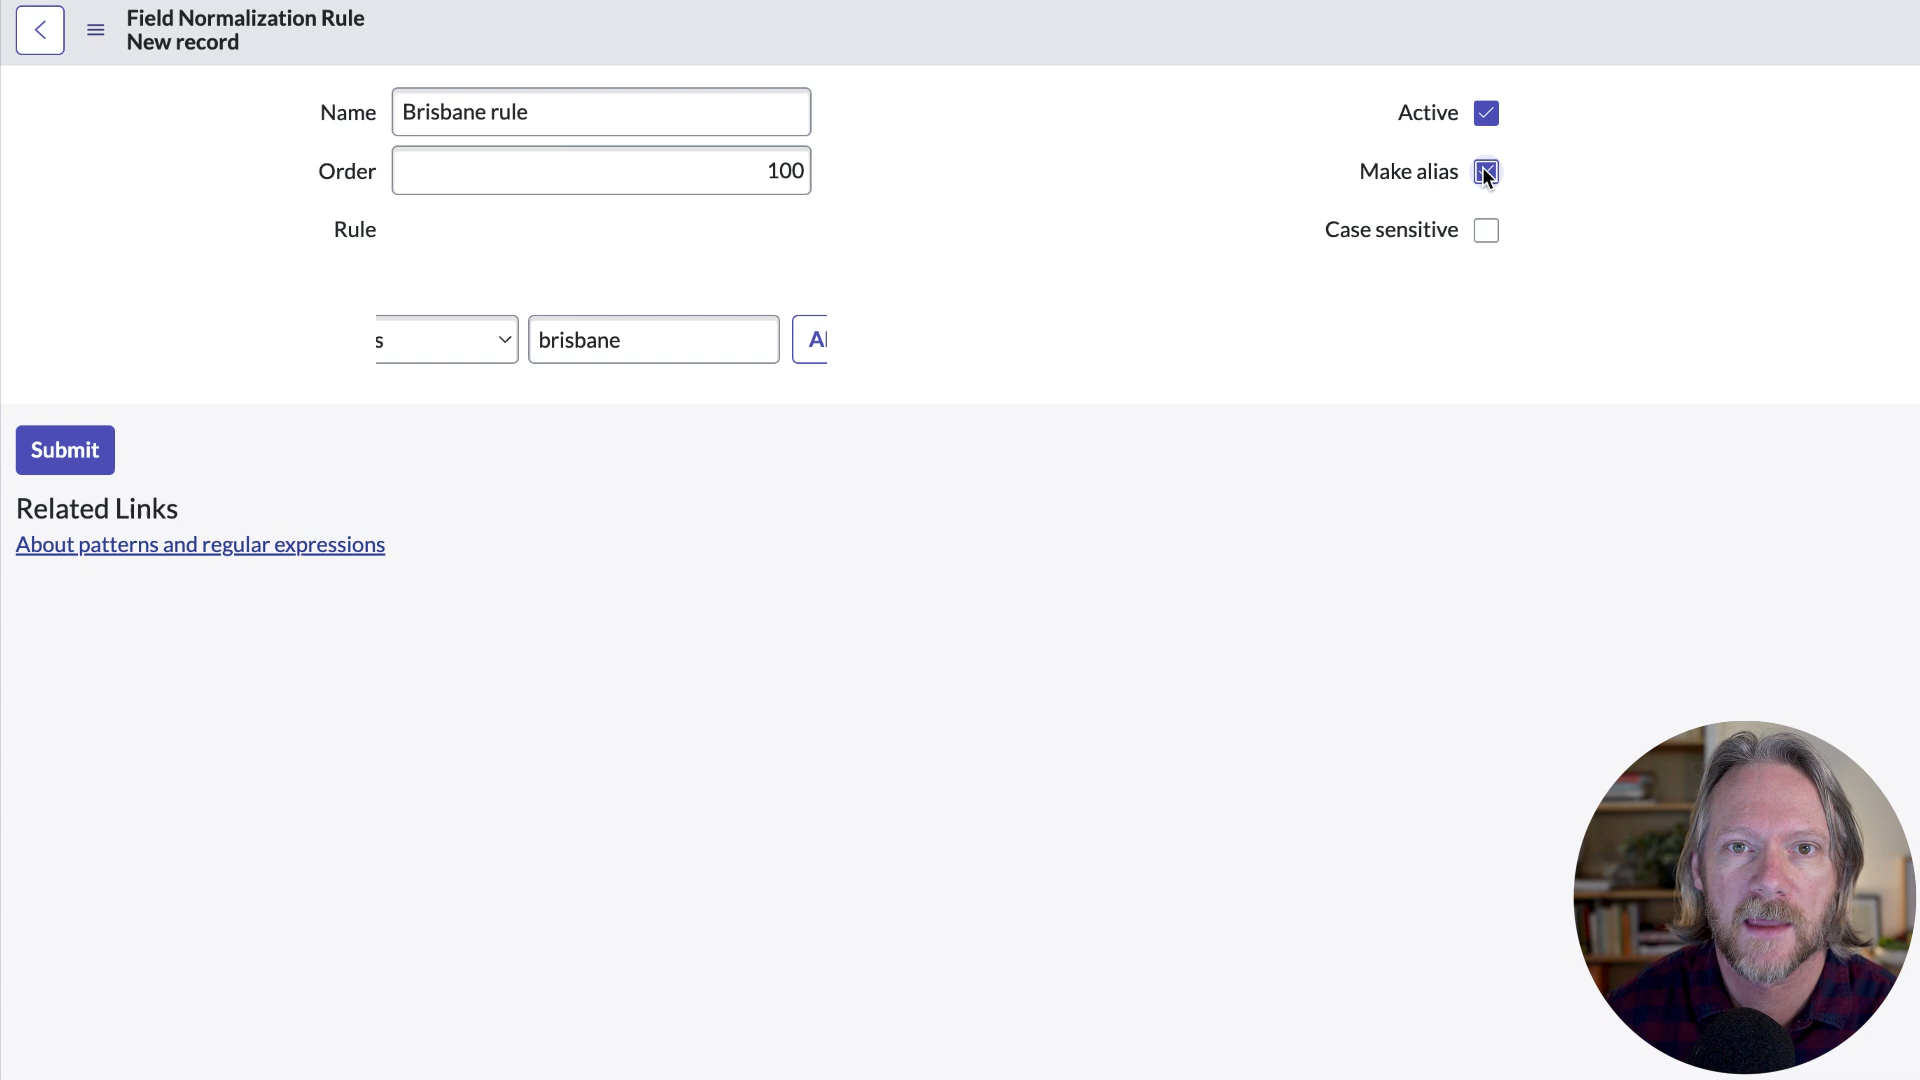 Field Normalization Rule
New record
Name
Brisbane rule
Active
Order
100
Make alias
Rule
Case sensitive
s
brisbane
Submit
Related Links
About patterns and regular expressions